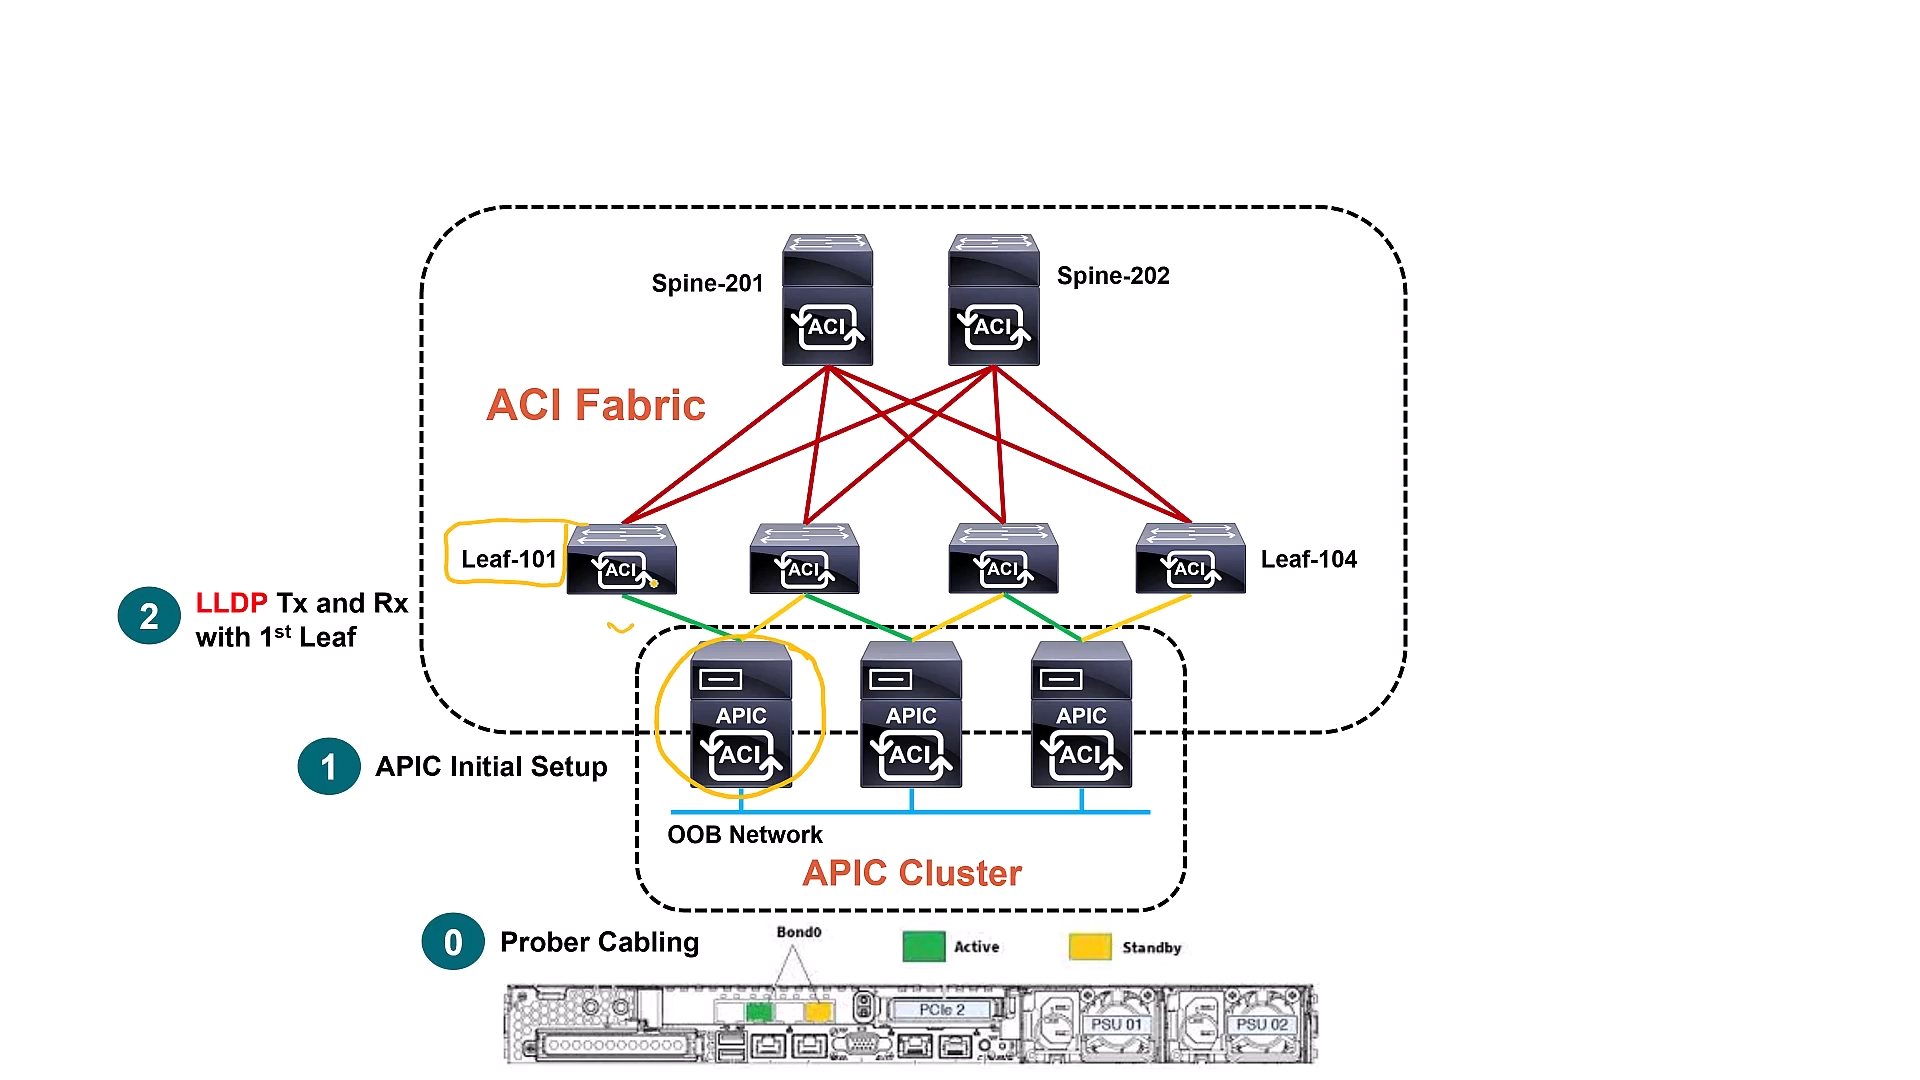 Spine-201
Spine-202
ACI
ACI
ACI Fabric
Leaf-101
ACI
ACI
ACI
ACI
Leaf-104
2
LLDP Tx and Rx
with 1st Leaf
APIC
APIC
APIC
ACI
ACI
ACI
1
APIC Initial Setup
OOB Network
APIC Cluster
0
Prober Cabling
Bond0
Active
Standby
PCIe 2
PSU 01
PSU 02